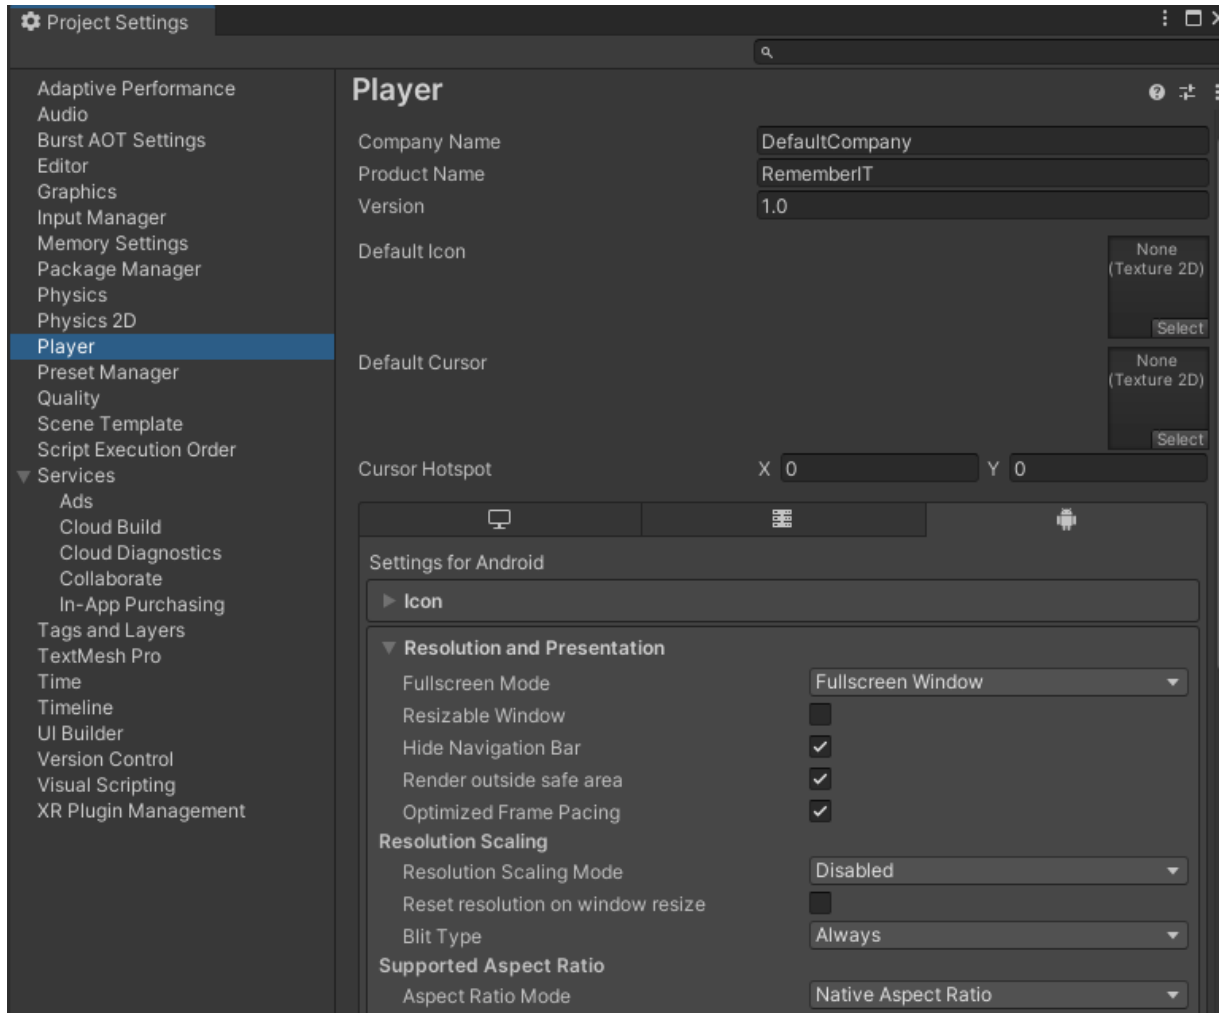 Project Settings
Adaptive Performance
Audio
Burst AOT Settings
Editor
Graphics
Input Manager
Memory Settings
Package Manager
Physics
Physics 2D
Player
Preset Manager
Quality
Scene Template
Script Execution Order
Services
Ads
Cloud Build
Cloud Diagnostics
Collaborate
In-App Purchasing
Tags and Layers
TextMesh Pro
Time
Timeline
UI Builder
Version Control
Visual Scripting
XR Plugin Management
Player
Company Name DefaultCompany
Product Name RememberIT
Version 1.0
Default Icon
None
(Texture 2D)
Select
Default Cursor
None
(Texture 2D)
Select
Cursor Hotspot X 0 Y 0
Settings for Android
Icon
Resolution and Presentation
Fullscreen Mode Fullscreen Window
Resizable Window
Hide Navigation Bar
Render outside safe area
Optimized Frame Pacing
Resolution Scaling
Resolution Scaling Mode Disabled
Reset resolution on window resize
Blit Type Always
Supported Aspect Ratio
Aspect Ratio Mode Native Aspect Ratio